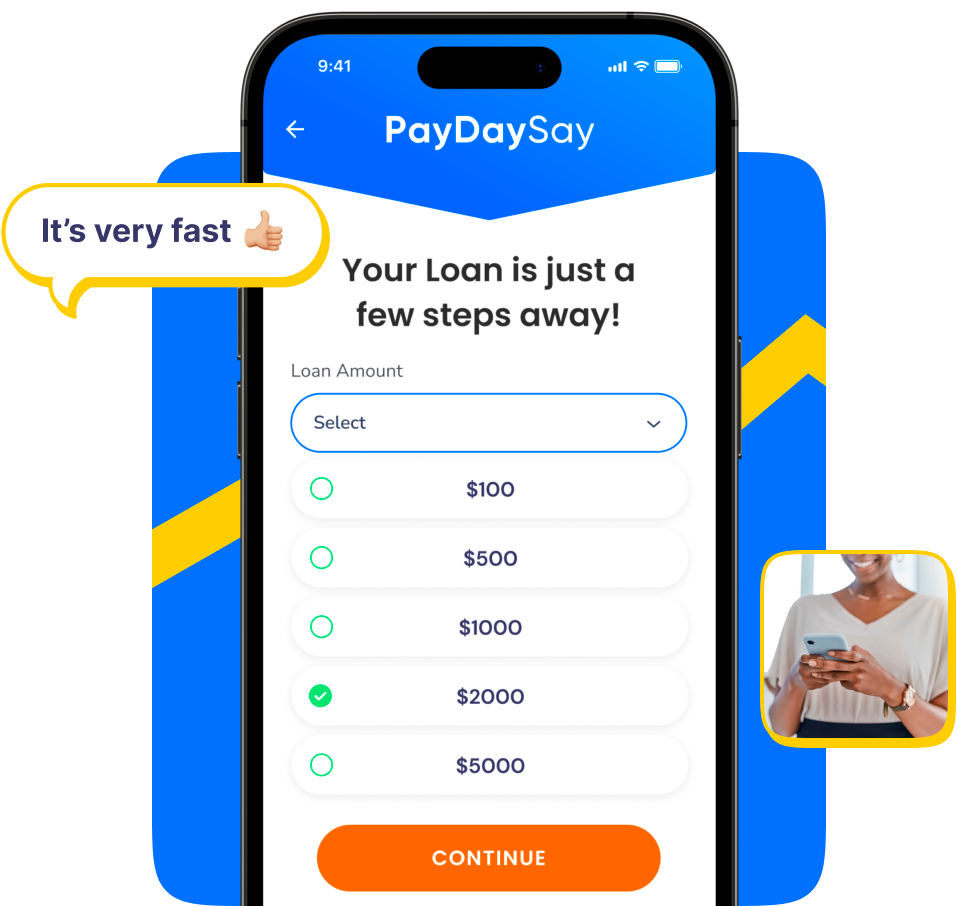 9:41
PayDaySay
It’s very fast 👍🏼
Your Loan is just a
few steps away!
Loan Amount
Select
$100
$500
$1000
$2000
$5000
CONTINUE